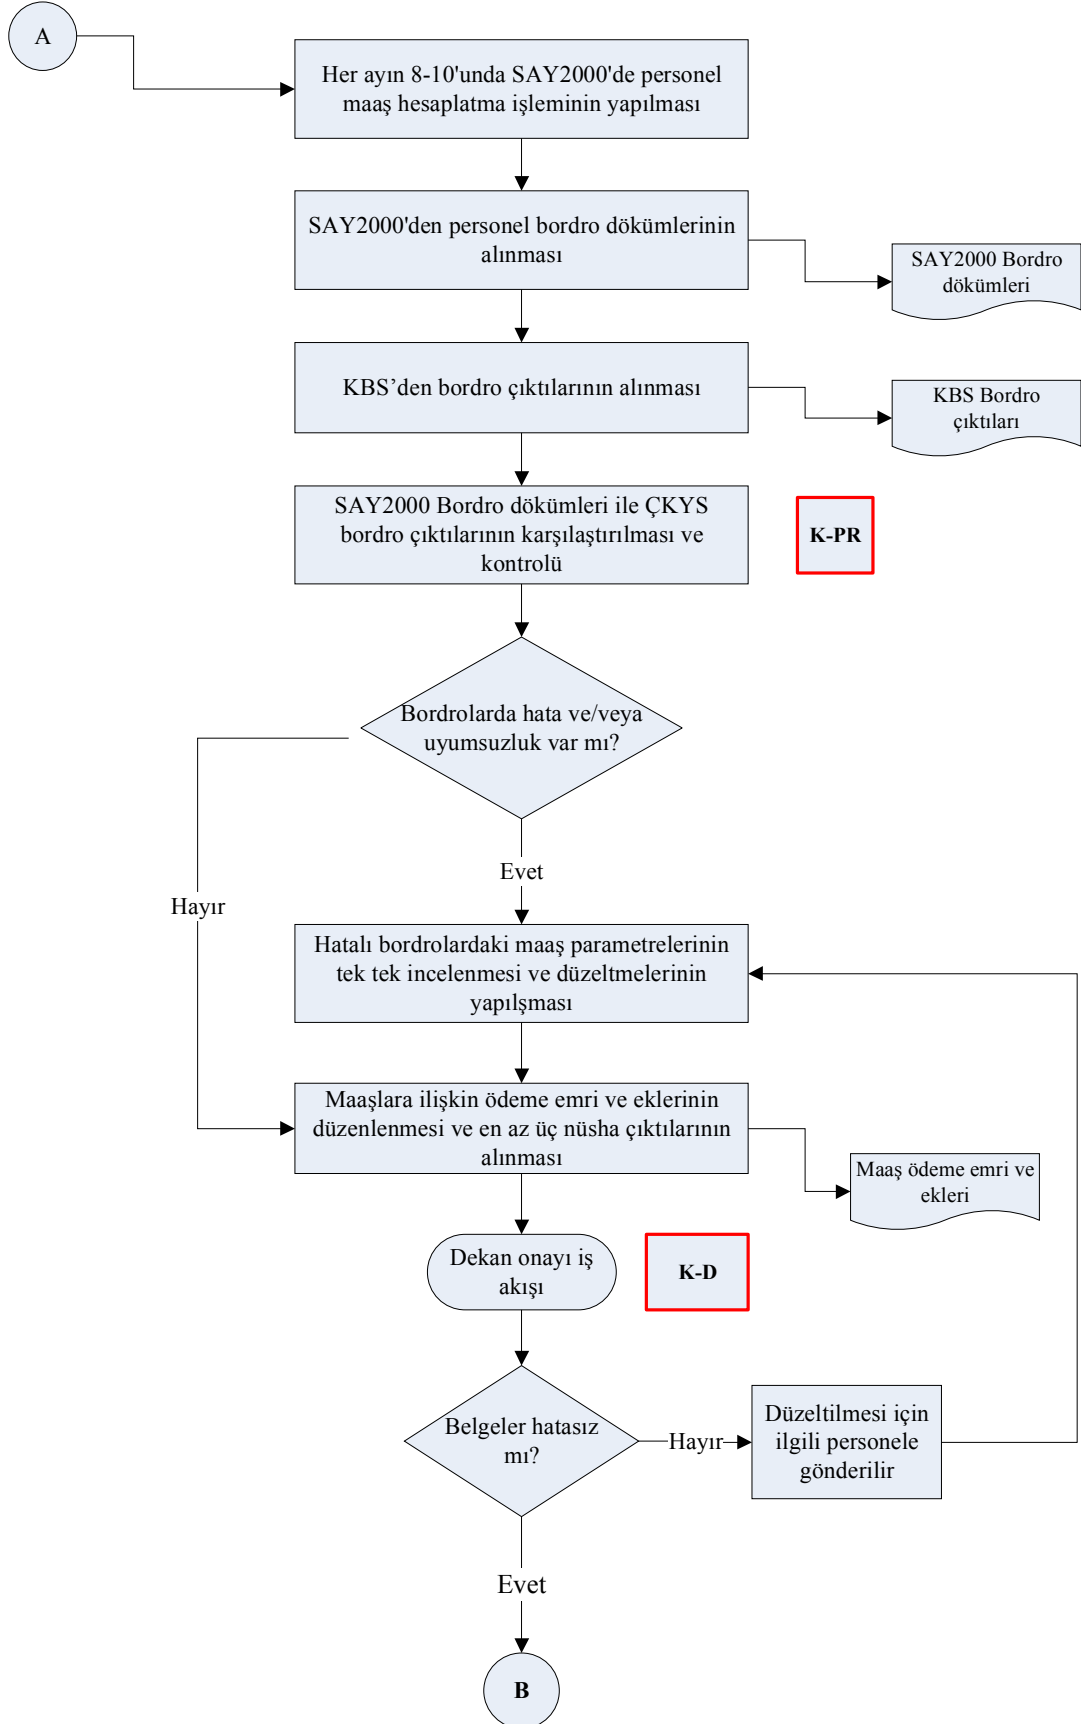 A
Her ayın 8-10'unda SAY2000'de personel
maaş hesaplatma işleminin yapılması
SAY2000'den personel bordro dökümlerinin
alınması
SAY2000 Bordro
dökümleri
KBS’den bordro çıktılarının alınması
KBS Bordro
çıktıları
SAY2000 Bordro dökümleri ile ÇKYS
bordro çıktılarının karşılaştırılması ve
kontrolü
K-PR
Bordrolarda hata ve/veya
uyumsuzluk var mı?
Evet
Hayır
Hatalı bordrolardaki maaş parametrelerinin
tek tek incelenmesi ve düzeltmelerinin
yapılşması
Maaşlara ilişkin ödeme emri ve eklerinin
düzenlenmesi ve en az üç nüsha çıktılarının
alınması
Maaş ödeme emri ve
ekleri
Dekan onayı iş
akışı
K-D
Belgeler hatasız
mı?
Hayır
Düzeltilmesi için
ilgili personele
gönderilir
Evet
B